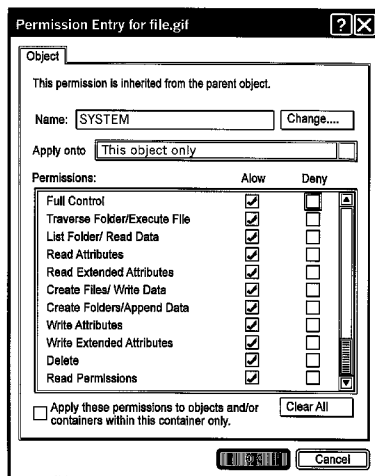 Permission Entry for file.gif ? X
Object
This permission is inherited from the parent object.
Name: SYSTEM Change....
Apply onto This object only
Permissions: Alow Deny
Full Control
Traverse Folder/Execute File
List Folder/ Read Data
Read Attributes
Read Extended Attributes
Create Files/ Write Data
Create Folders/Append Data
Write Attributes
Write Extended Attributes
Delete
Read Permissions
Apply these permissions to objects and/or Clear All
containers within this container only.
Cancel